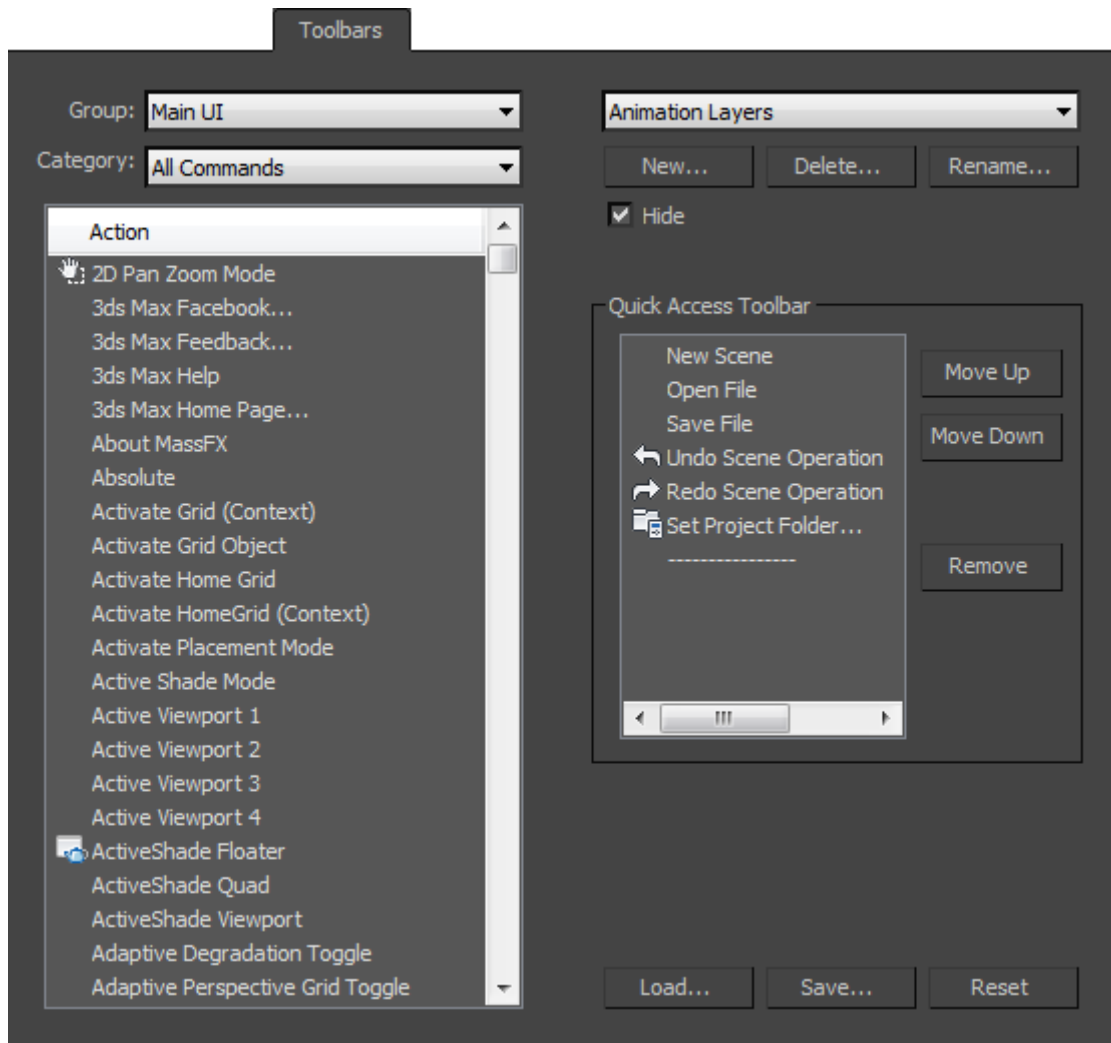 Toolbars
Group: Main UI
Category: All Commands
Action
2D Pan Zoom Mode
3ds Max Facebook...
3ds Max Feedback...
3ds Max Help
3ds Max Home Page...
About MassFX
Absolute
Activate Grid (Context)
Activate Grid Object
Activate Home Grid
Activate HomeGrid (Context)
Activate Placement Mode
Active Shade Mode
Active Viewport 1
Active Viewport 2
Active Viewport 3
Active Viewport 4
ActiveShade Floater
ActiveShade Quad
ActiveShade Viewport
Adaptive Degradation Toggle
Adaptive Perspective Grid Toggle
Animation Layers
New... Delete... Rename...
Hide
Quick Access Toolbar
New Scene
Open File
Save File
Undo Scene Operation
Redo Scene Operation
Set Project Folder...
----------------
Move Up
Move Down
Remove
Load... Save... Reset